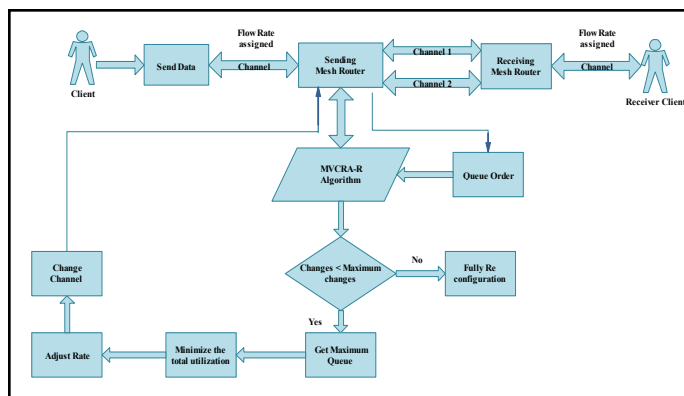 Flow Rate
assigned
Flow Rate
assigned
Client
Send Data
Channel
Sending
Mesh Router
Channel 1
Channel 2
Receiving
Mesh Router
Channel
Receiver Client
MVCRA-R
Algorithm
Queue Order
Changes < Maximum
changes
No
Fully Re
configuration
Yes
Get Maximum
Queue
Minimize the
total utilization
Adjust Rate
Change
Channel